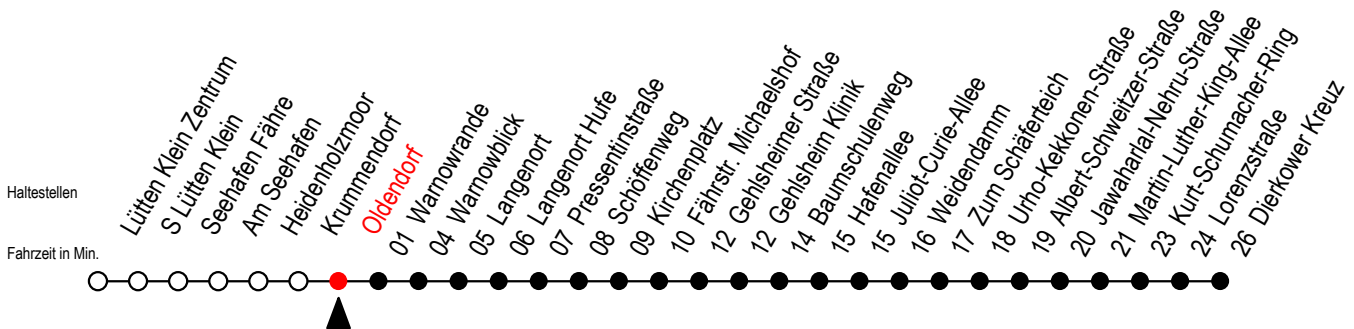 Haltestellen
Fahrzeit in Min.
Lütten Klein Zentrum
S Lütten Klein
Seehafen Fähre
Am Seehafen
Heidenholzmoor
Krummendorf
Oldendorf
01 Warnowrande
04 Warnowblick
05 Langenort
06 Langenort Hufe
07 Pressentinstraße
08 Schöffenweg
09 Kirchenplatz
10 Fährstr. Michaelshof
12 Gehlsheimer Straße
12 Gehlsheim Klinik
14 Baumschulenweg
15 Hafenallee
15 Juliot-Curie-Allee
16 Weidendamm
17 Zum Schäferteich
18 Urho-Kekkonen-Straße
19 Albert-Schweitzer-Straße
20 Jawaharlal-Nehru-Straße
21 Martin-Luther-King-Allee
23 Kurt-Schumacher-Ring
24 Lorenzstraße
26 Dierkower Kreuz